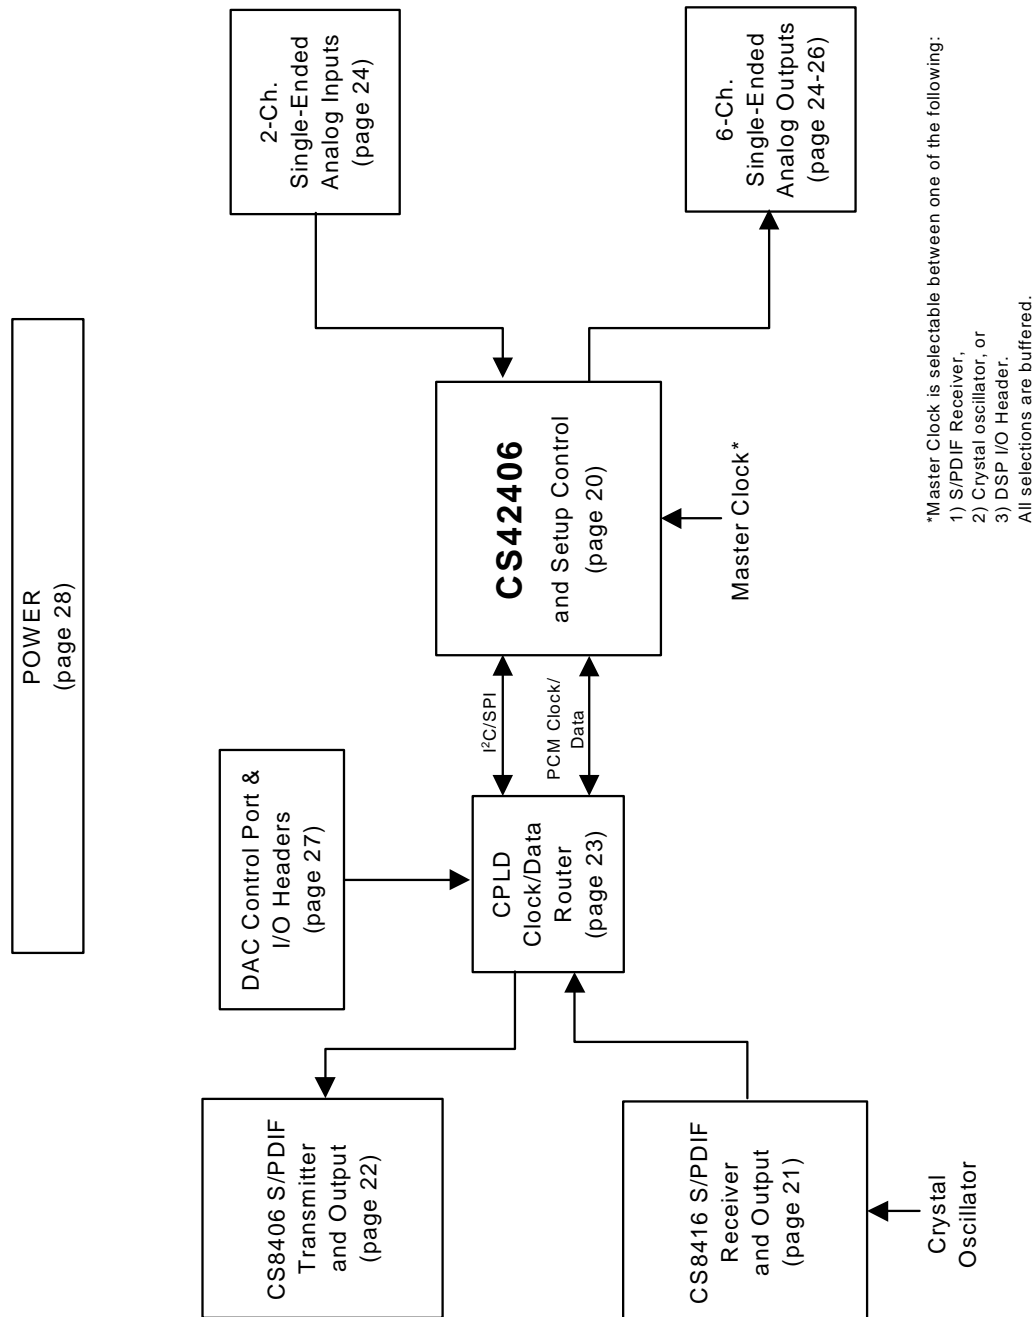 POWER
(page 28)
CS8406 S/PDIF
Transmitter
and Output
(page 22)
DAC Control Port &
I/O Headers
(page 27)
2-Ch.
Single-Ended
Analog Inputs
(page 24)
CPLD
Clock/Data
Router
(page 23)
I²C/SPI
PCM Clock/
Data
CS42406
and Setup Control
(page 20)
Master Clock*
CS8416 S/PDIF
Receiver
and Output
(page 21)
Crystal
Oscillator
6-Ch.
Single-Ended
Analog Outputs
(page 24-26)
*Master Clock is selectable between one of the following:
1) S/PDIF Receiver,
2) Crystal oscillator, or
3) DSP I/O Header.
All selections are buffered.